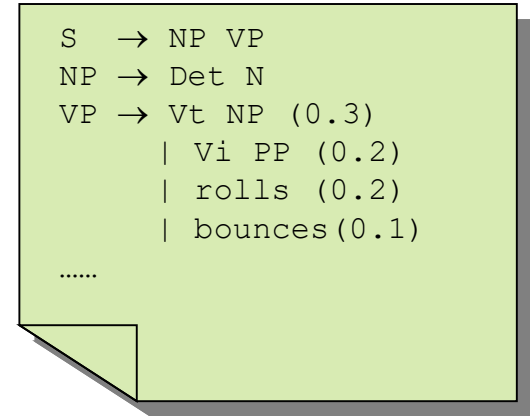 S → NP VP
NP → Det N
VP → Vt NP (0.3)
| Vi PP (0.2)
| rolls (0.2)
| bounces(0.1)
……